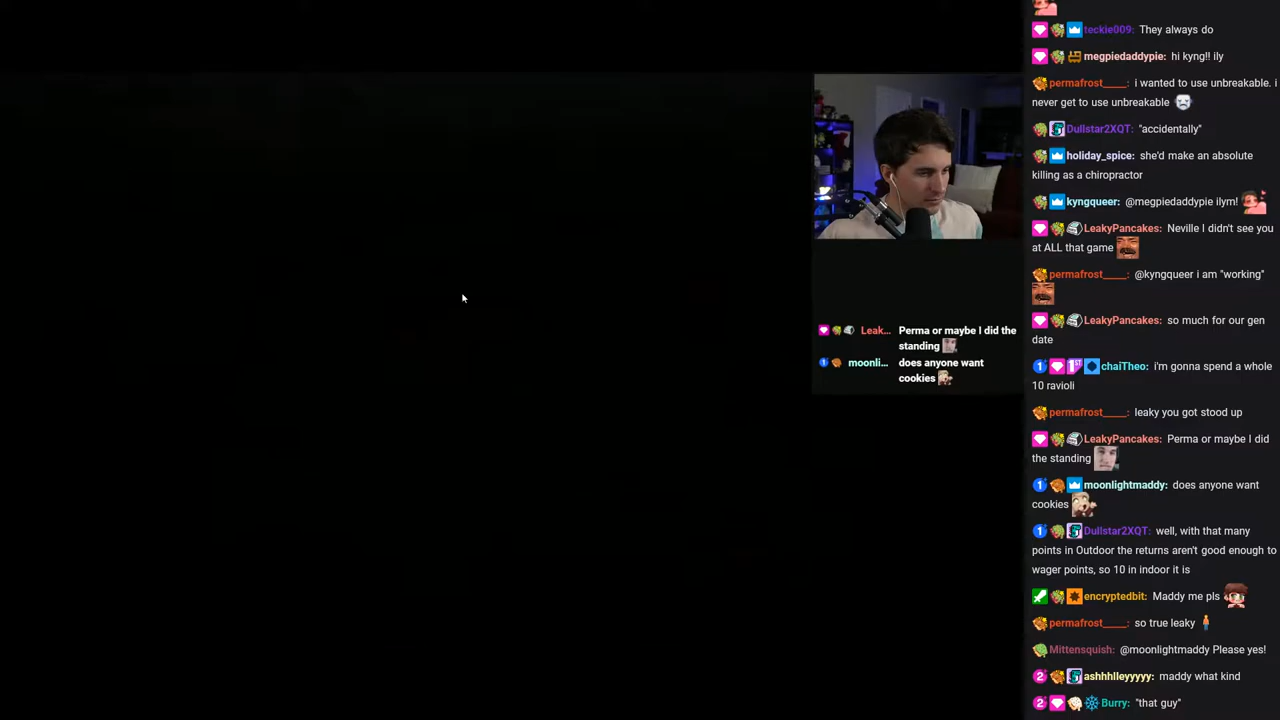 teckie009: They always do
megpiedaddypie: hi kyng!! ily
permafrost____: i wanted to use unbreakable. i
never get to use unbreakable
Dullstar2XQT: "accidentally"
holiday_spice: she'd make an absolute
killing as a chiropractor
kyngqueer: @megpiedaddypie ilym!
LeakyPancakes: Neville I didn't see you
at ALL that game
permafrost____: @kyngqueer i am "working"
LeakyPancakes: so much for our gen
date
chaiTheo: i'm gonna spend a whole
10 ravioli
permafrost____: leaky you got stood up
LeakyPancakes: Perma or maybe I did
the standing
moonlightmaddy: does anyone want
cookies
Dullstar2XQT: well, with that many
points in Outdoor the returns aren't good enough to
wager points, so 10 in indoor it is
encryptedbit: Maddy me pls
permafrost____: so true leaky
Mittensquish: @moonlightmaddy Please yes!
ashhhlleyyyyy: maddy what kind
Burry: "that guy"
Leak... Perma or maybe I did the
standing
moonli... does anyone want
cookies